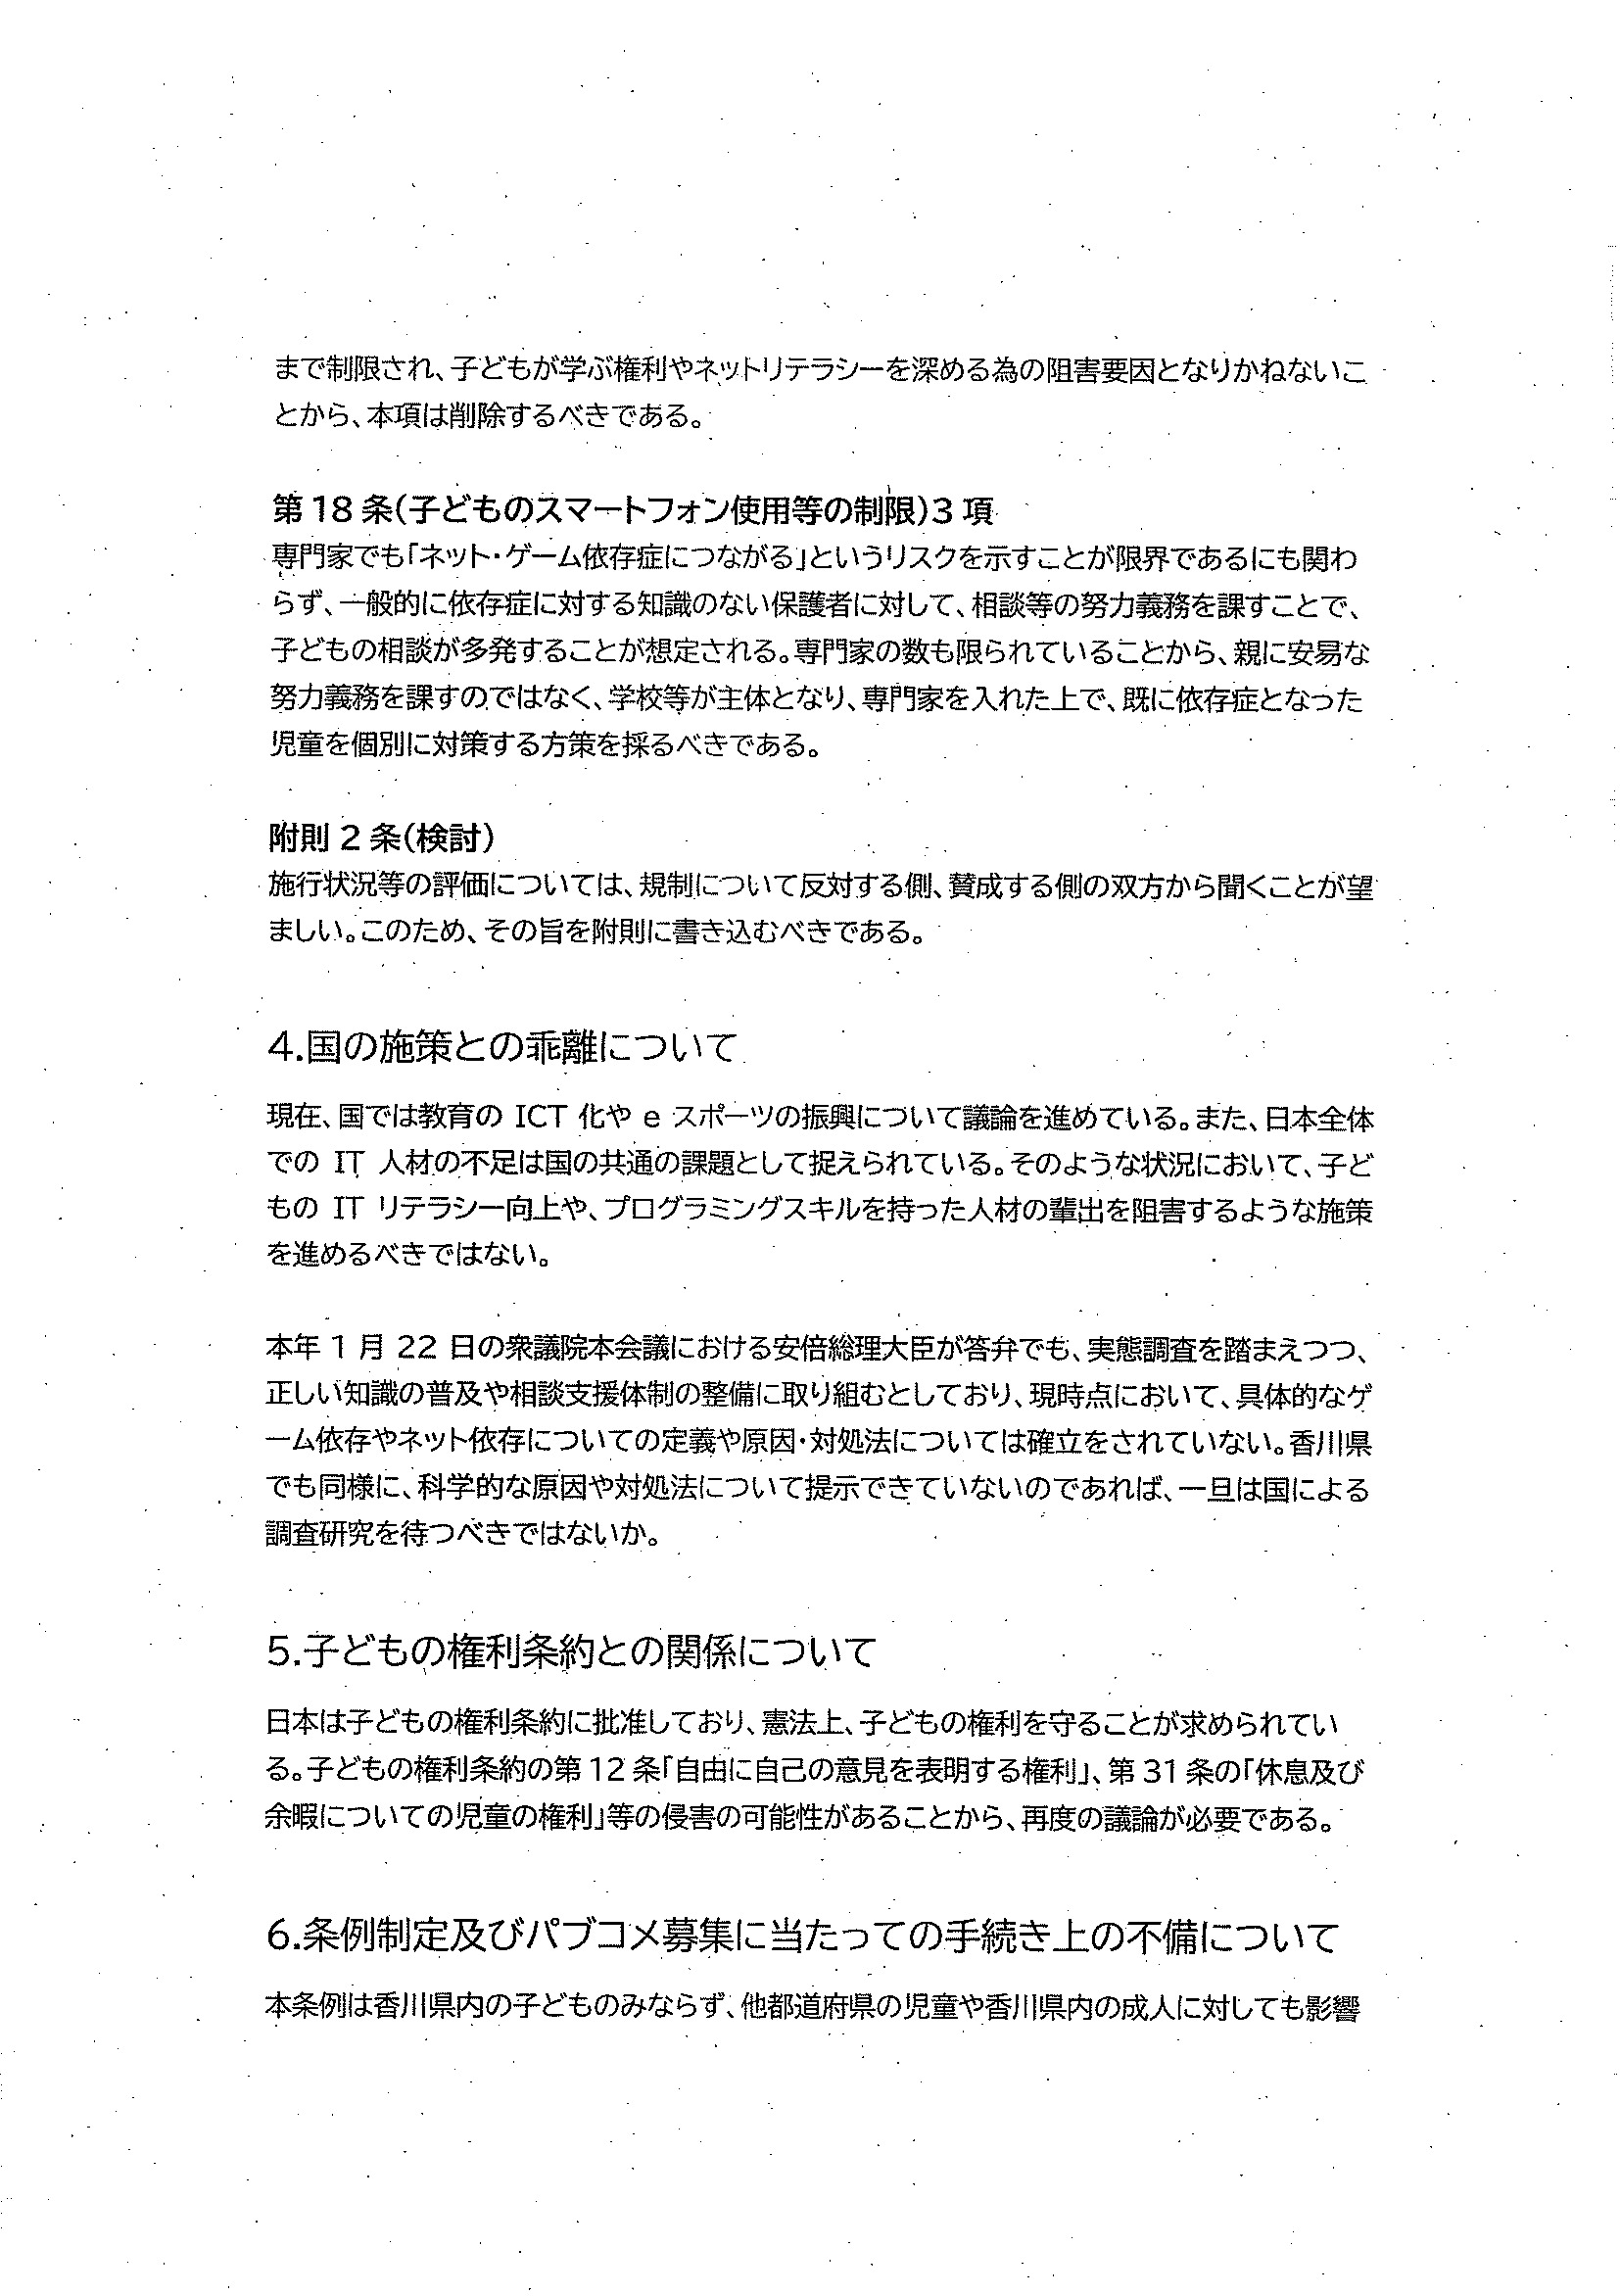 まで制限され、子どもが学ぶ権利やネットリテラシーを深める為の阻害要因となりかねないこ
とから、本項は削除するべきである。
第18条(子どものスマートフォン使用等の制限)3項
専門家でも「ネット・ゲーム依存症につながる」というリスクを示すことが限界であるにも関わ
らず、一般的に依存症に対する知識のない保護者に対して、相談等の努力義務を課すことで、
子どもの相談が多発することが想定される。専門家の数も限られていることから、親に安易な
努力義務を課すのではなく、学校等が主体となり、専門家を入れた上で、既に依存症となった
児童を個別に対策する方策を採るべきである。
附則2条(検討)
施行状況等の評価については、規制について反対する側、賛成する側の双方から聞くことが望
ましい。このため、その旨を附則に書き込むべきである。
4.国の施策との乖離について
現在、国では教育の ICT 化や e スポーツの振興について議論を進めている。また、日本全体
での IT 人材の不足は国の共通の課題として捉えられている。そのような状況において、子ど
もの IT リテラシー向上や、プログラミングスキルを持った人材の輩出を阻害するような施策
を進めるべきではない。
本年 1 月 22 日の衆議院本会議における安倍総理大臣が答弁でも、実態調査を踏まえつつ、
正しい知識の普及や相談支援体制の整備に取り組むとしており、現時点において、具体的なゲ
ーム依存やネット依存についての定義や原因・対処法については確立をされていない。香川県
でも同様に、科学的な原因や対処法について提示できていないのであれば、一旦は国による
調査研究を待つべきではないか。
5.子どもの権利条約との関係について
日本は子どもの権利条約に批准しており、憲法上、子どもの権利を守ることが求められてい
る。子どもの権利条約の第12条「自由に自己の意見を表明する権利」、第31条の「休息及び
余暇についての児童の権利」等の侵害の可能性があることから、再度の議論が必要である。
6.条例制定及びパブコメ募集に当たっての手続き上の不備について
本条例は香川県内の子どものみならず、他都道府県の児童や香川県内の成人に対しても影響